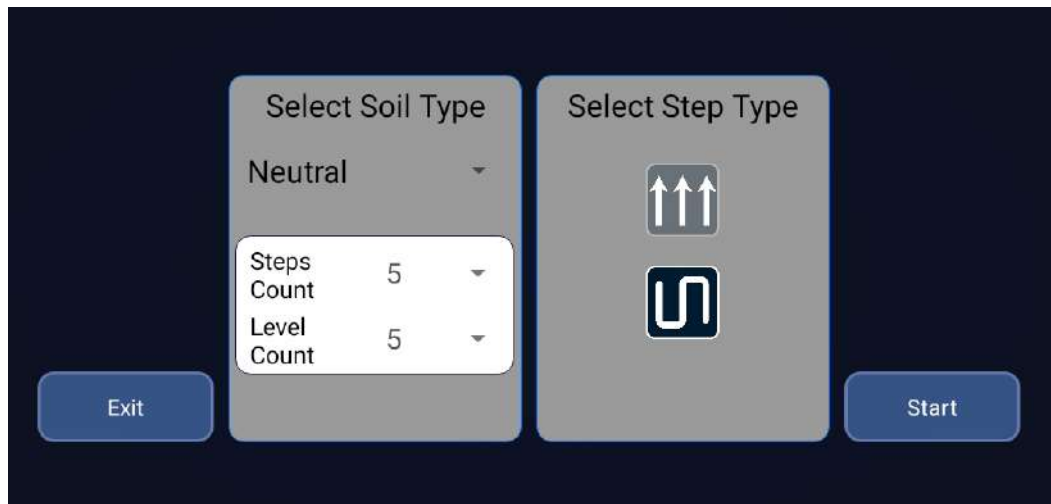 Select Soil Type
Neutral
Steps
Count
5
Level
Count
5
Select Step Type
Exit
Start